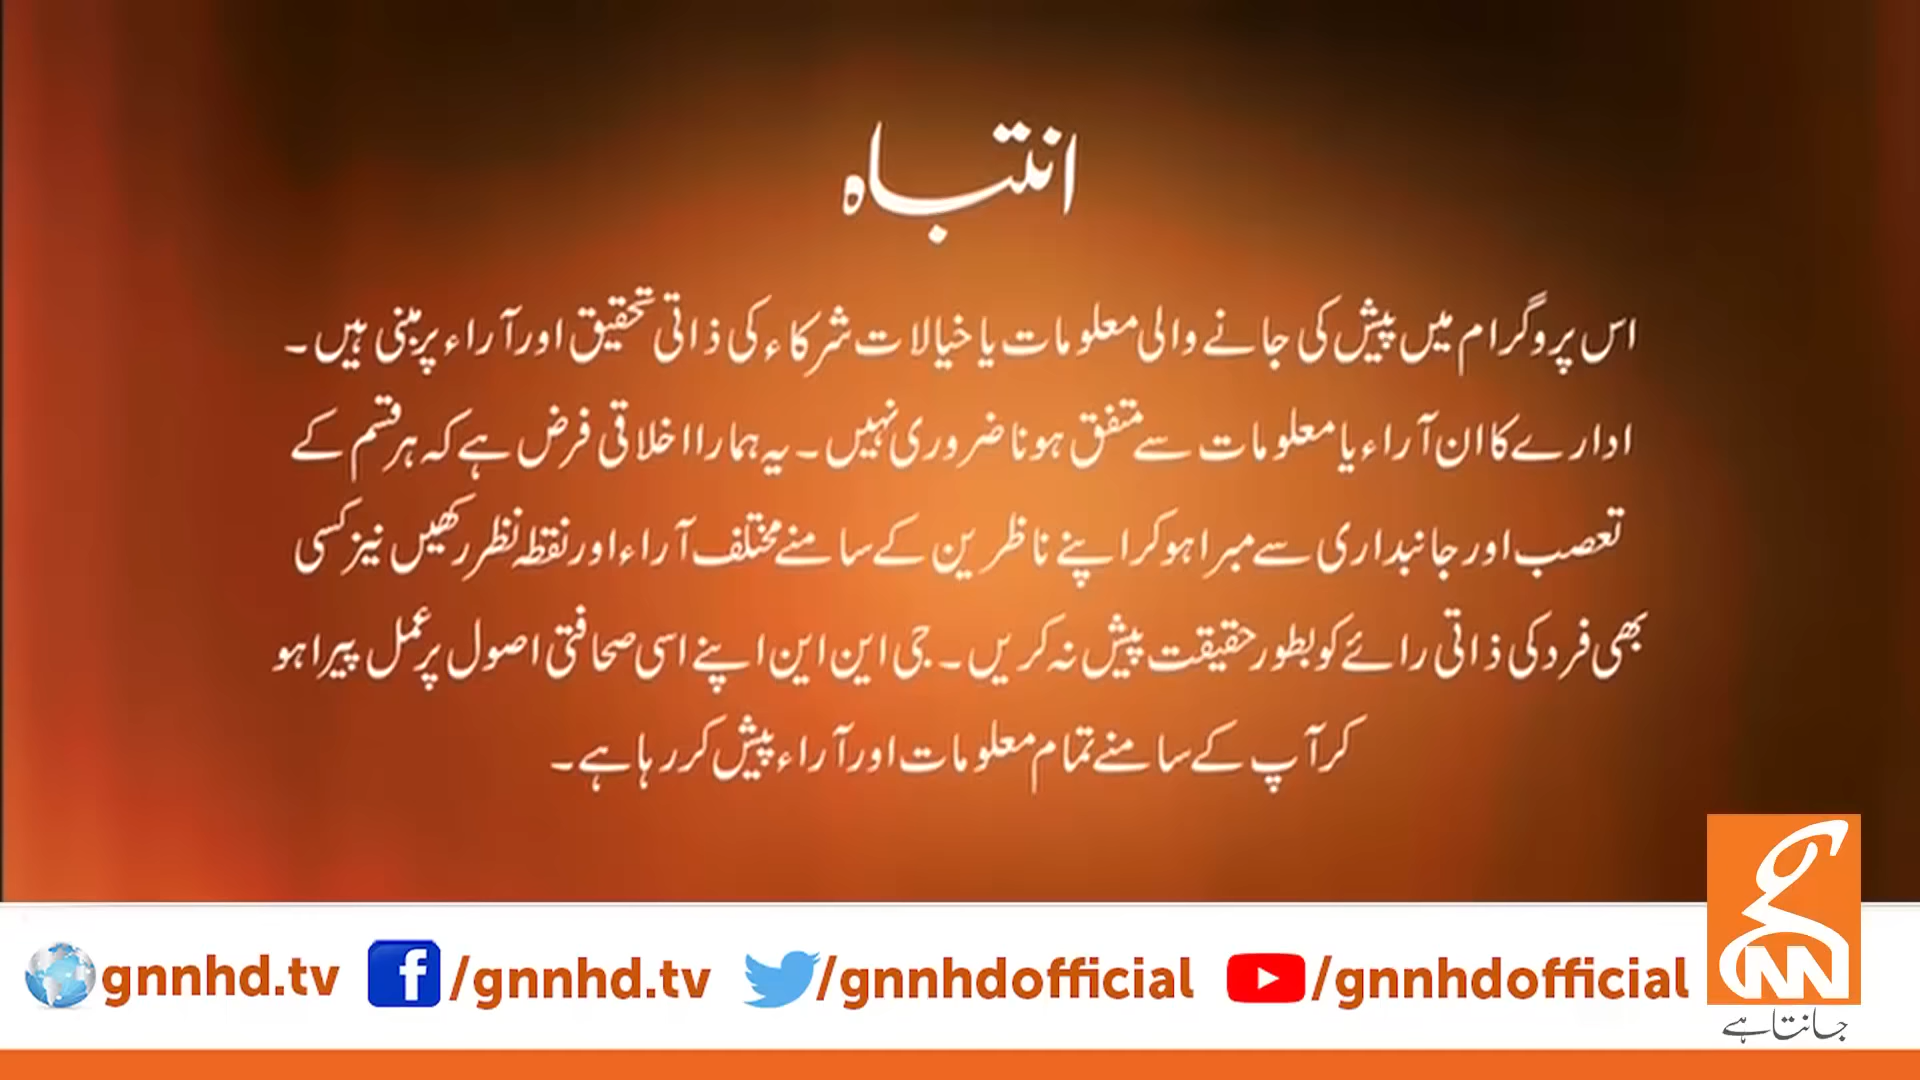 انتباہ
اس پروگرام میں پیش کی جانے والی معلومات یا خیالات شرکاء کی ذاتی تحقیق اور آراء پر مبنی ہیں۔
ادارے کا ان آراء یا معلومات سے متفق ہونا ضروری نہیں۔ یہ ہمارا اخلاقی فرض ہے کہ ہر قسم کے
تعصب اور جانبداری سے مبرا ہو کر اپنے ناظرین کے سامنے مختلف آراء اور نقطہ نظر رکھیں نیز کسی
بھی فرد کی ذاتی رائے کو بطور حقیقت پیش نہ کریں۔ جی این این اپنے اسی صحافتی اصول پر عمل پیرا ہو
کر آپ کے سامنے تمام معلومات اور آراء پیش کر رہا ہے۔
gnnhd.tv /gnnhd.tv /gnnhdofficial /gnnhdofficial
GNN
جانتا ہے